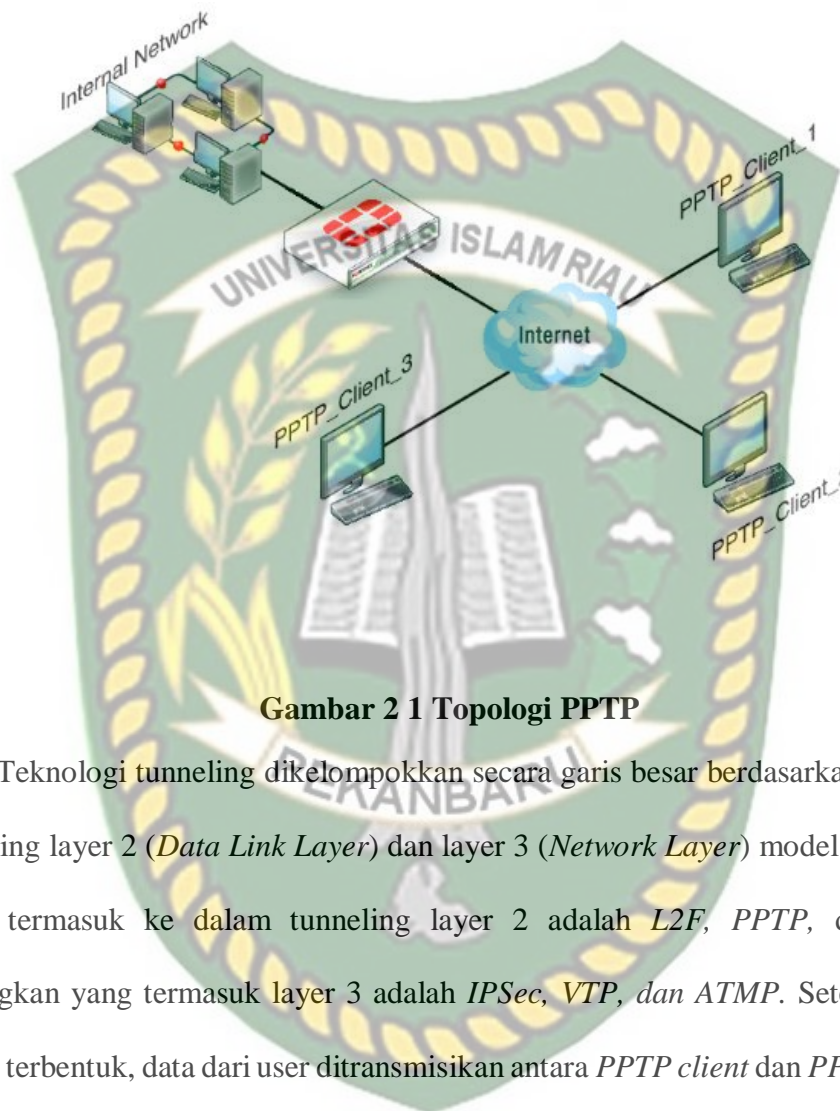 Internal Network
PPTP_Client_1
UNIVERSITAS ISLAM RIAU
Internet
PPTP_Client_3
PPTP_Client_
Gambar 2 1 Topologi PPTP
PEKANBARU
Teknologi tunneling dikelompokkan secara garis besar berdasarka
ing layer 2 (Data Link Layer) dan layer 3 (Network Layer) model
termasuk ke dalam tunneling layer 2 adalah L2F, PPTP,
gkan yang termasuk layer 3 adalah IPSec, VTP, dan ATMP. Set
terbentuk, data dari user ditransmisikan antara PPTP client dan